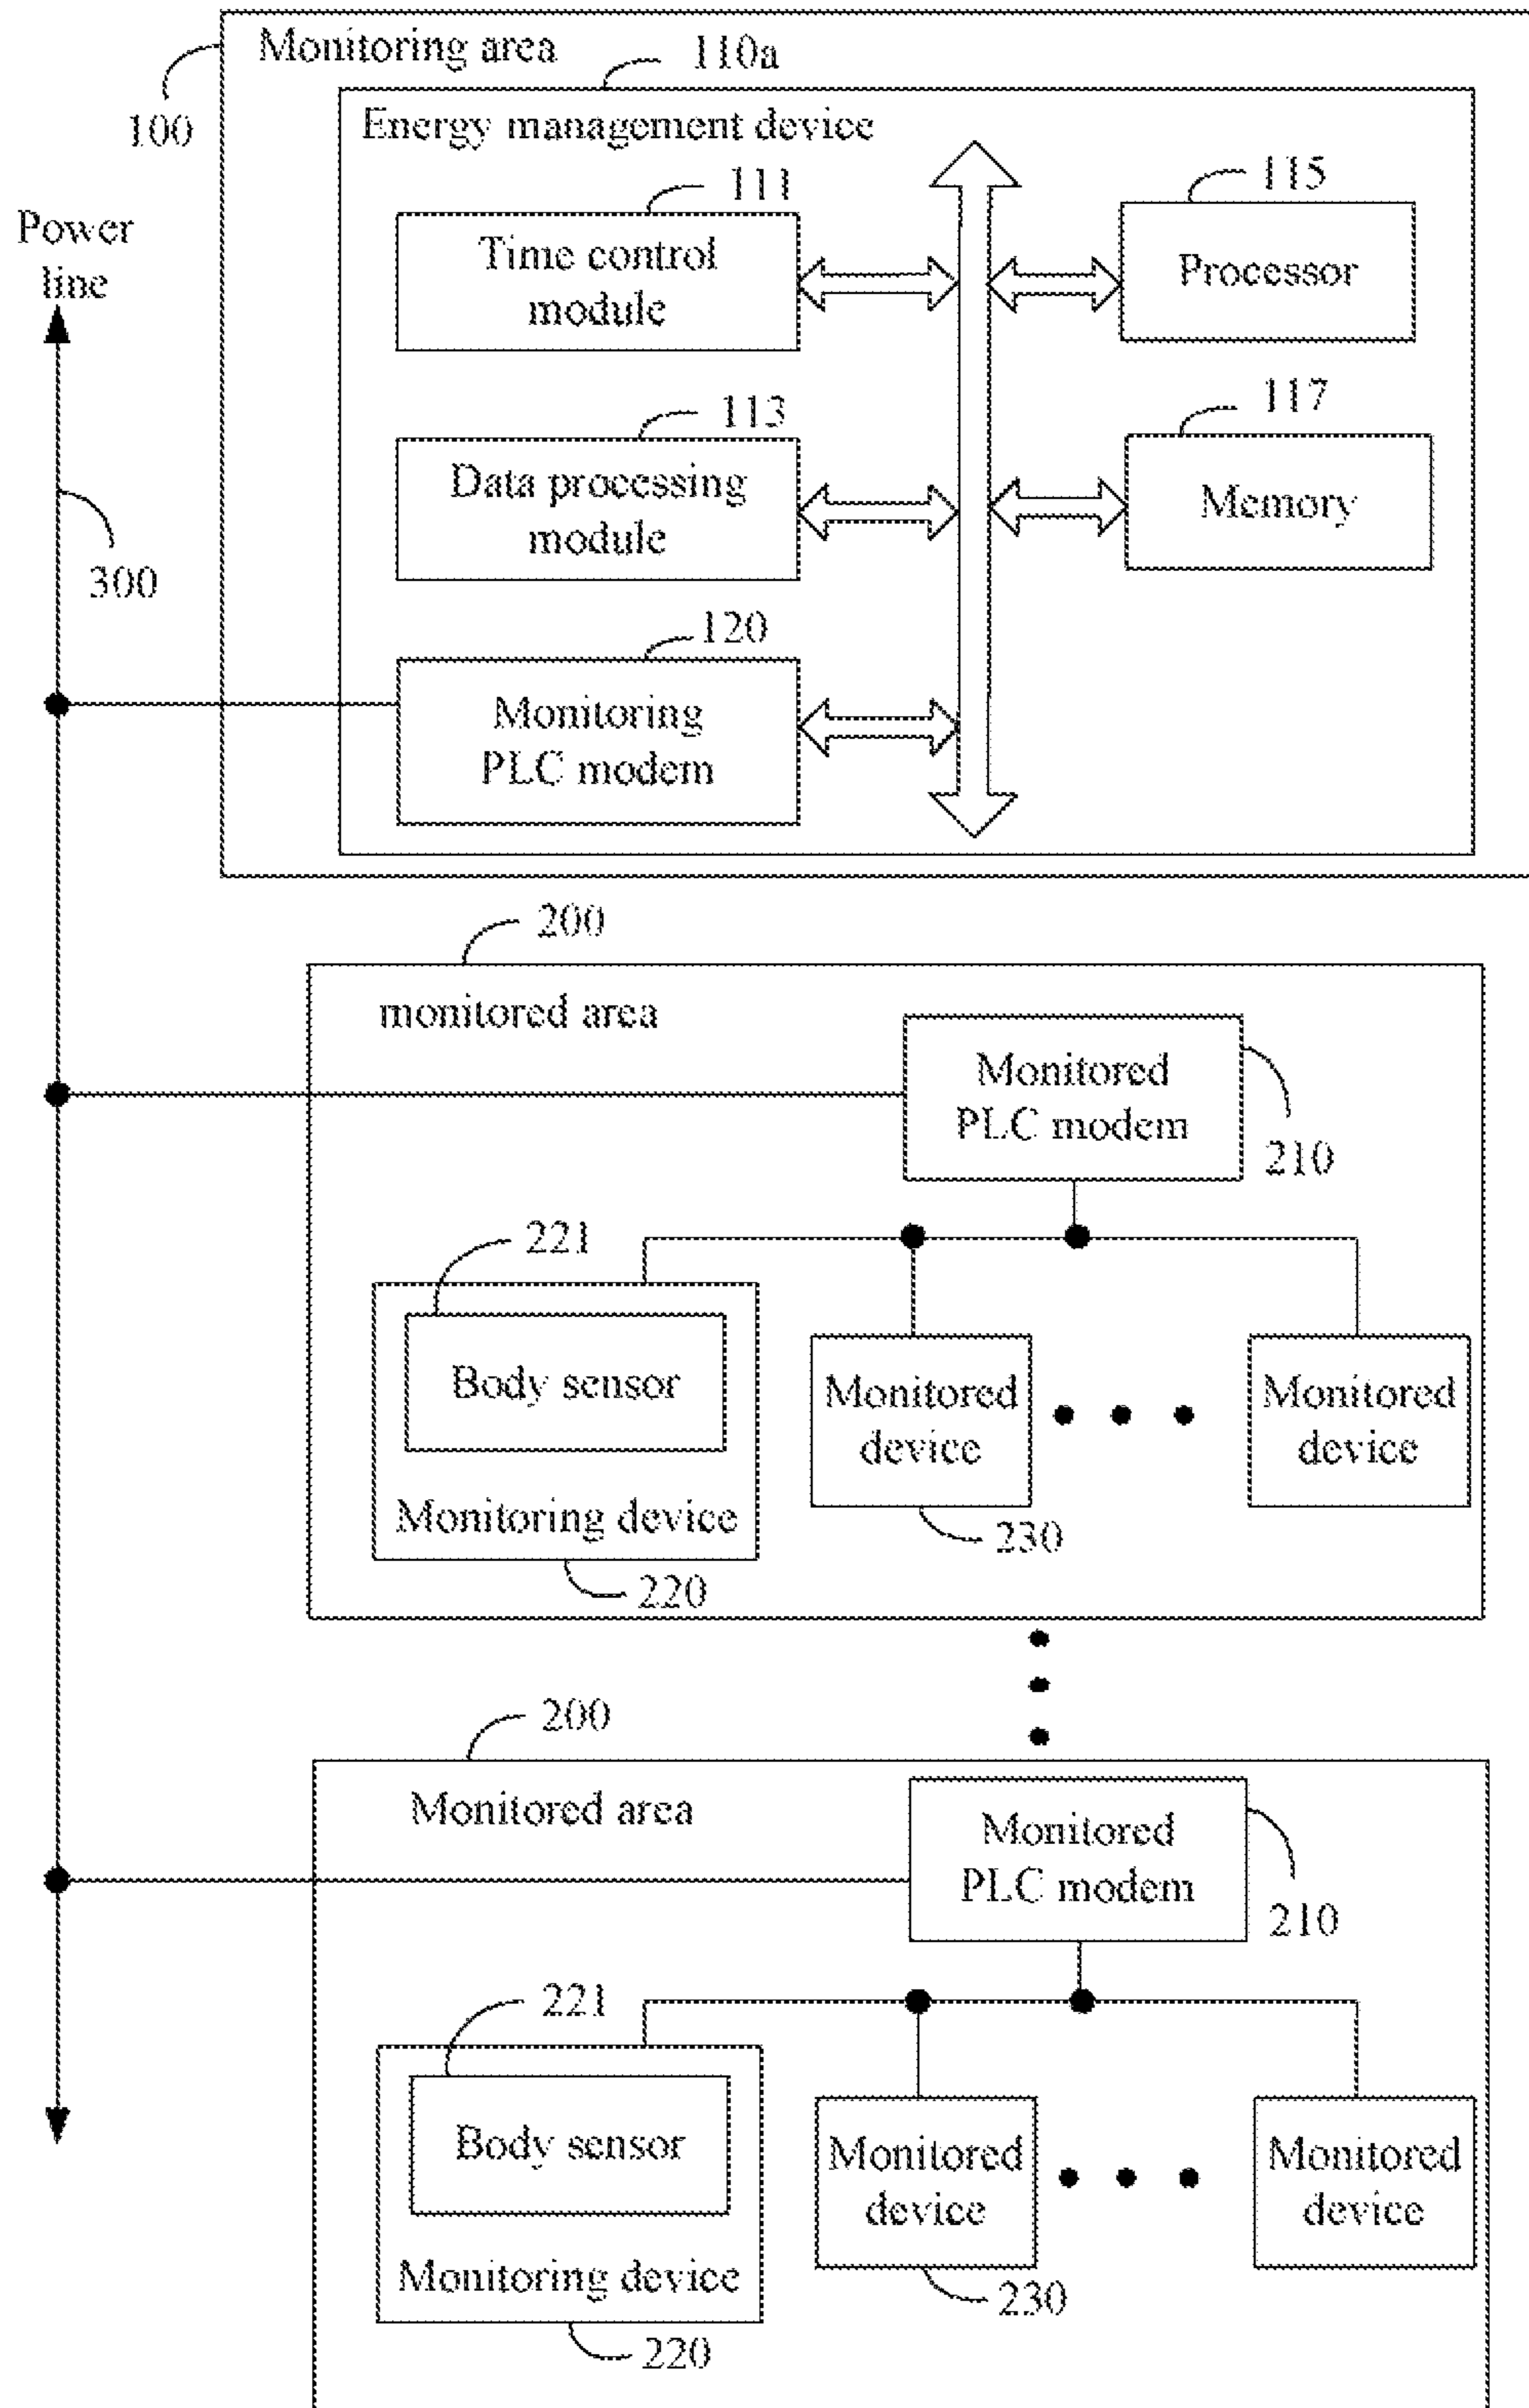 Monitoring area
110a
100
Energy management device
111
115
Power
line
Time control
module
Processor
113
117
Data processing
module
Memory
300
120
Monitoring
PLC modem
200
monitored area
Monitored
PLC modem
210
221
Body sensor
Monitored
device
Monitored
device
Monitoring device
230
220
200
Monitored area
Monitored
PLC modem
210
221
Body sensor
Monitored
device
Monitored
device
Monitoring device
230
220